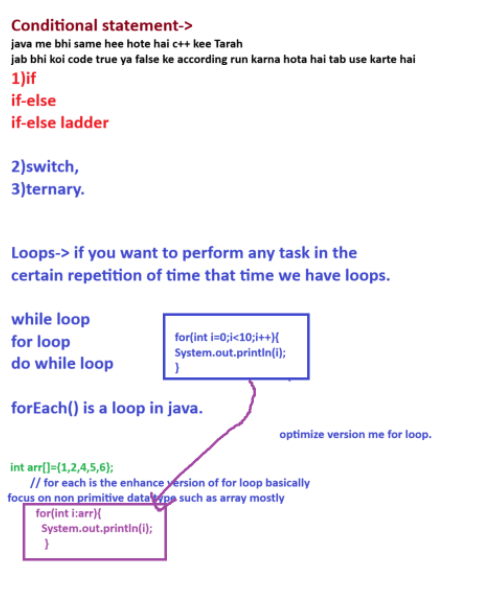 Conditional statement->
java me bhi same hee hote hai c++ kee Tarah
jab bhi koi code true ya false ke according run karna hota hai tab use karte hai
1)if
if-else
if-else ladder
2)switch,
3)ternary.
Loops-> if you want to perform any task in the
certain repetition of time that time we have loops.
while loop
for loop
do while loop
for(int i=0;i<10;i++){
System.out.println(i);
}
forEach() is a loop in java.
optimize version me for loop.
int arr[]={1,2,4,5,6};
// for each is the enhance version of for loop basically
focus on non primitive data type such as array mostly
for(int i:arr){
System.out.println(i);
}